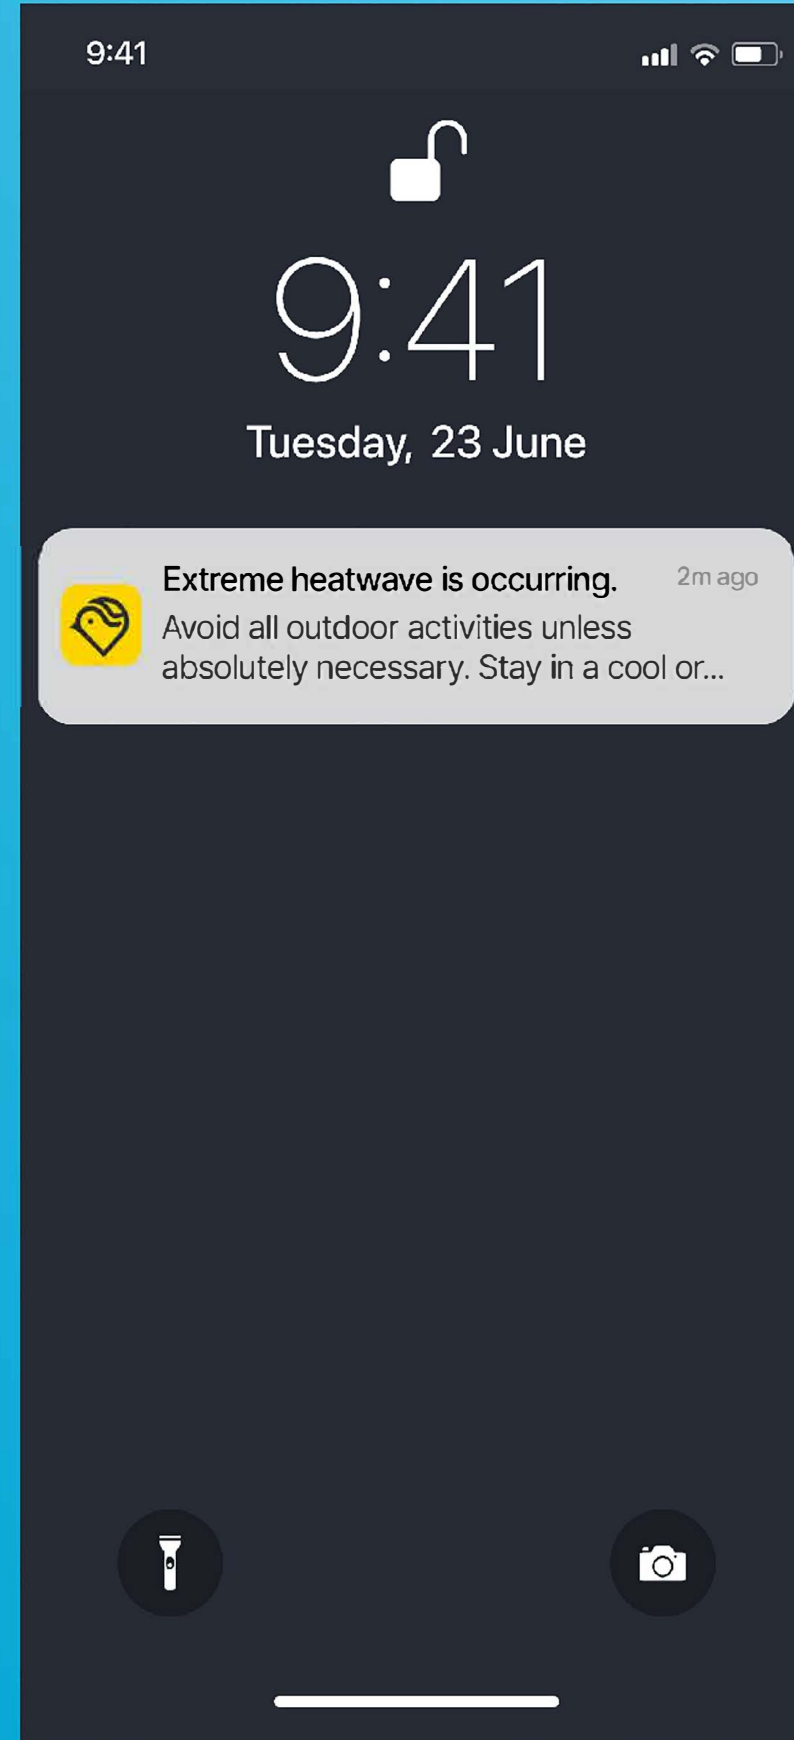 9:41
9:41
Tuesday, 23 June
Extreme heatwave is occurring.
2m ago
Avoid all outdoor activities unless
absolutely necessary. Stay in a cool or...